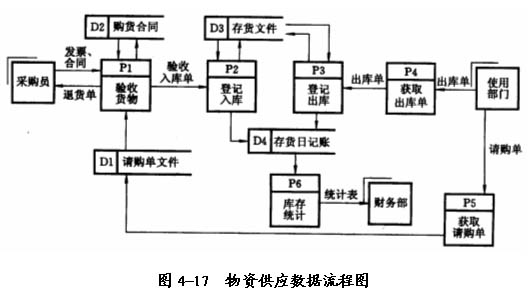 D2 购货合同
D3 存货文件
发票、
合同
采购员
退货单
P1
验收
货物
验收
入库单
P2
登记
入库
P3
登记
出库
出库单
P4
获取
出库单
出库单
使用
部门
D4 存货日记账
D1 请购单文件
请购单
P6
库存
统计
统计表
财务部
P5
获取
请购单
图 4-17 物资供应数据流程图